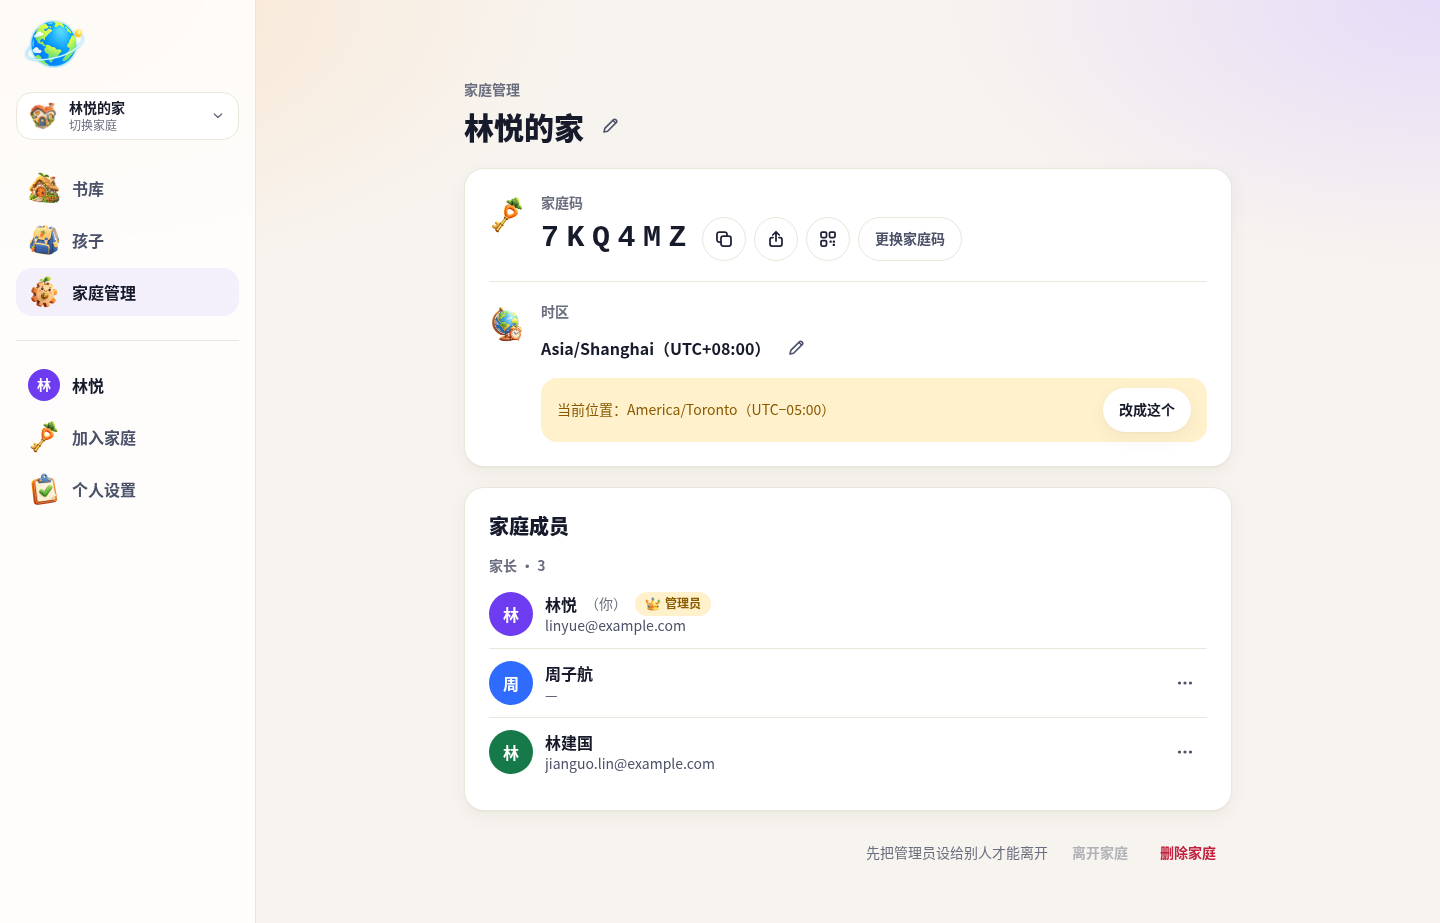 林悦的家
切换家庭
书库
孩子
家庭管理
林
林悦
加入家庭
个人设置
家庭管理
林悦的家
家庭码
7KQ4MZ
更换家庭码
时区
Asia/Shanghai（UTC+08:00）
当前位置：America/Toronto（UTC−05:00）
改成这个
家庭成员
家长 · 3
林
林悦 （你） 管理员
linyue@example.com
周
周子航
—
林
林建国
jianguo.lin@example.com
先把管理员设给别人才能离开 离开家庭 删除家庭